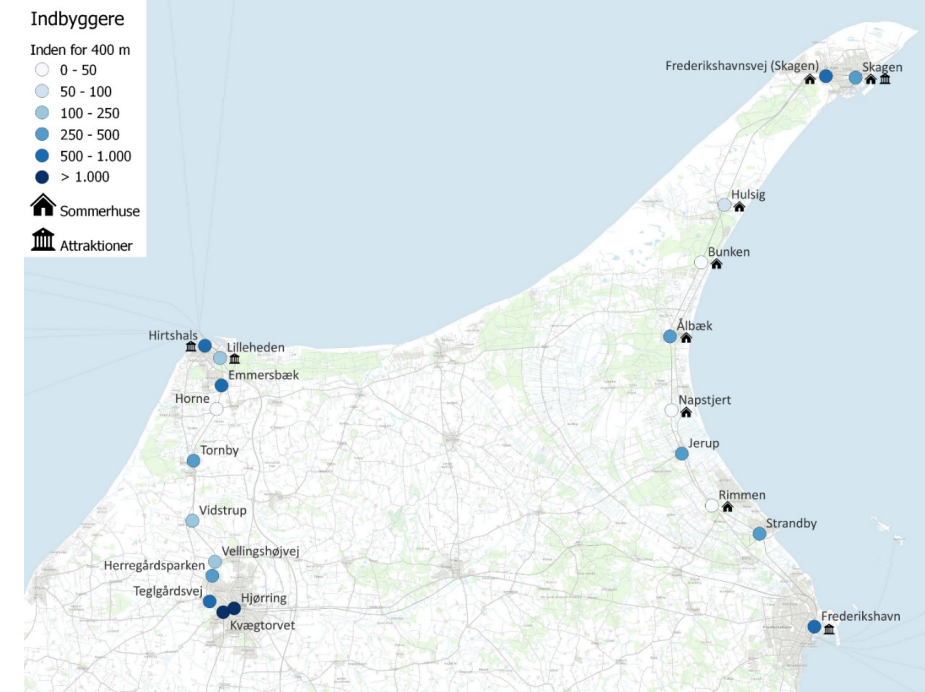 Indbyggere
Inden for 400 m
0 - 50
50 - 100
100 - 250
250 - 500
500 - 1.000
> 1.000
Sommerhuse
Attraktioner
Frederikshavnsvej (Skagen)
Skagen
Hulsig
Bunken
Ålbæk
Napstjert
Jerup
Rimmen
Strandby
Frederikshavn
Hirtshals
Lilleheden
Emmersbæk
Horne
Tornby
Vidstrup
Vellingshøjvej
Herregårdsparken
Teglgårdsvej
Hjørring
Kvægtorvet